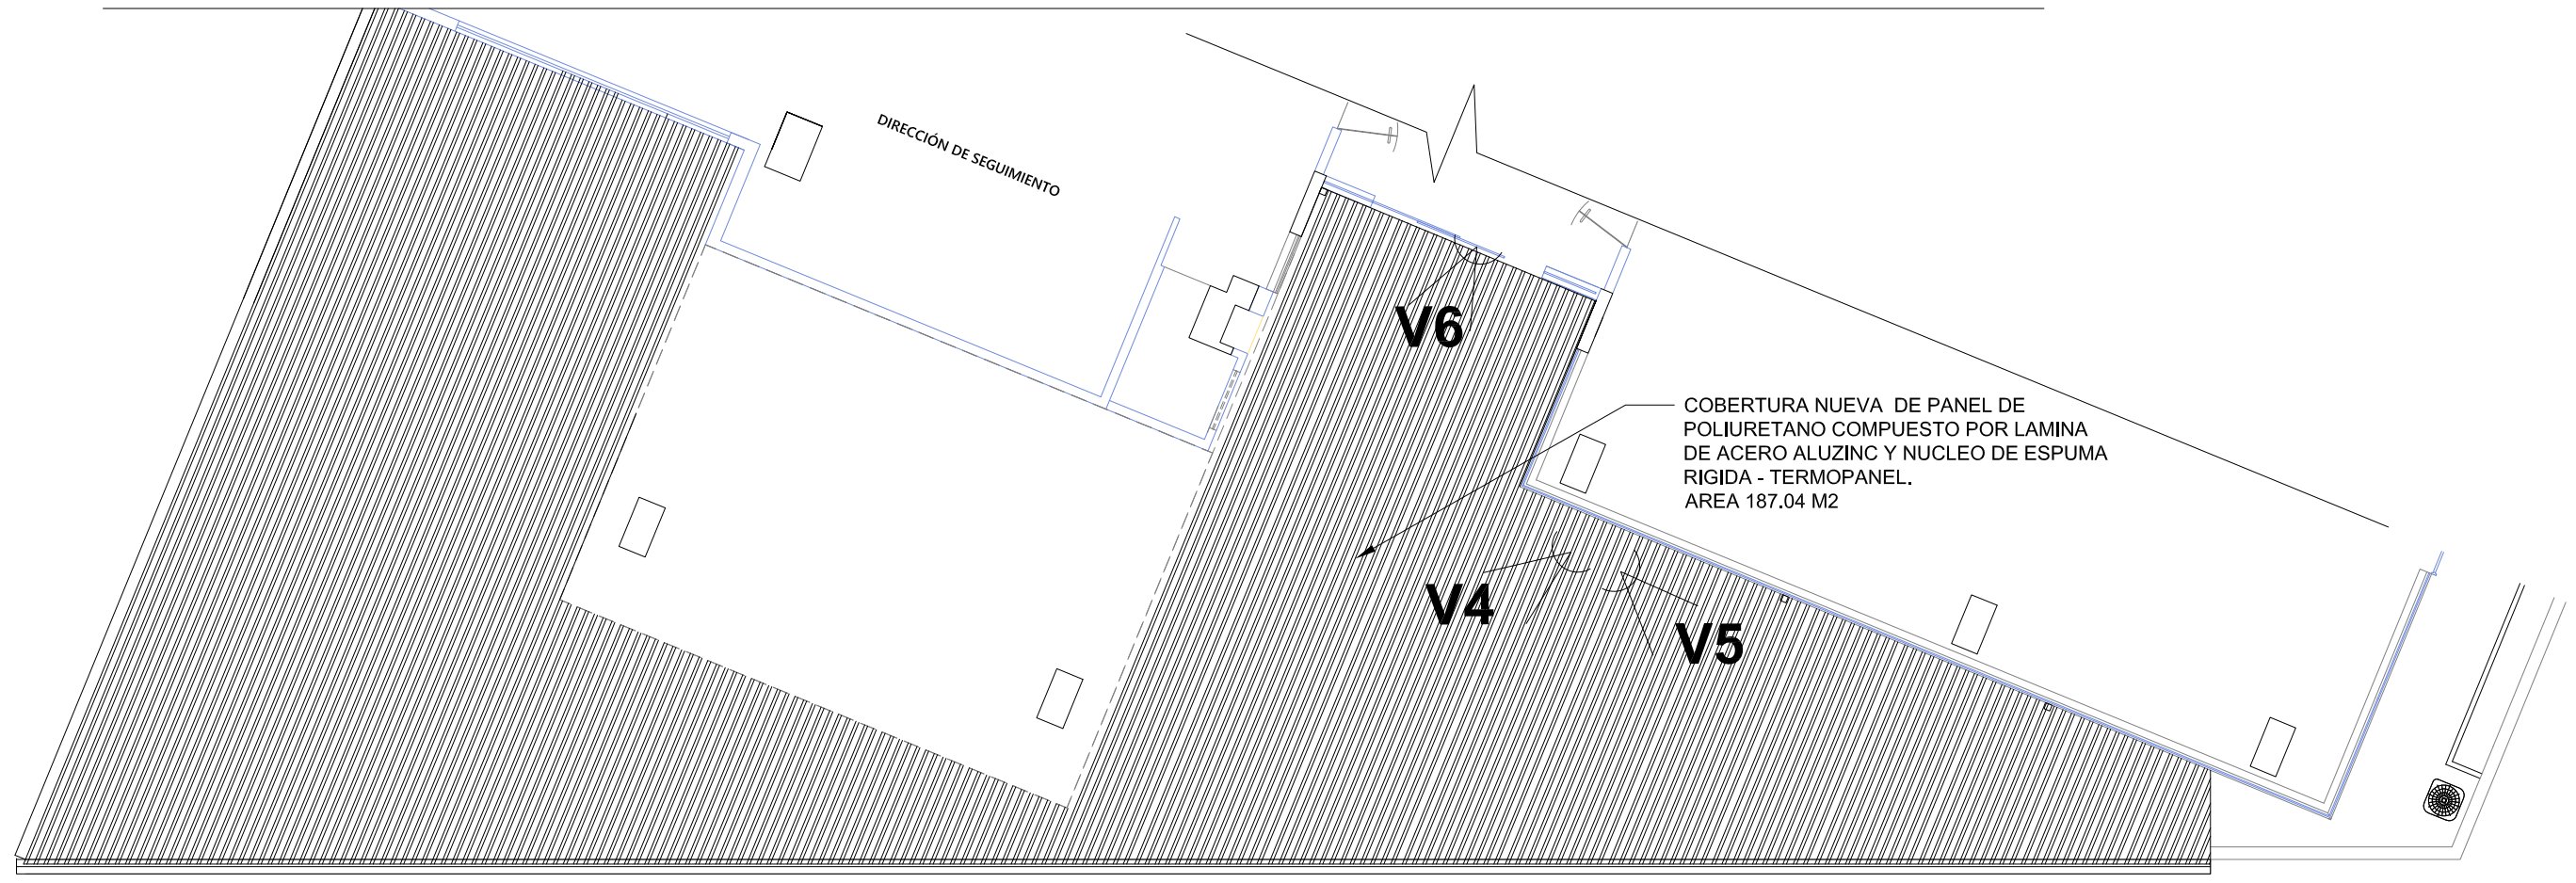 DIRECCIÓN DE SEGUIMIENTO
V6
COBERTURA NUEVA DE PANEL DE
POLIURETANO COMPUESTO POR LAMINA
DE ACERO ALUZINC Y NUCLEO DE ESPUMA
RIGIDA - TERMOPANEL.
AREA 187.04 M2
V4
V5